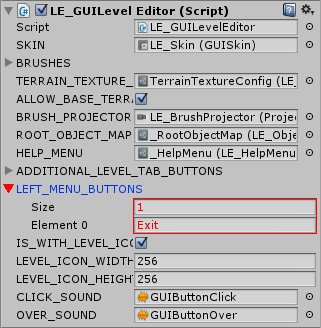 LE_GUILevel Editor (Script)
Script LE_GUILevelEditor
SKIN LE_Skin (GUISkin)
BRUSHES
TERRAIN_TEXTURE_ TerrainTextureConfig (LE_
ALLOW_BASE_TERRA
BRUSH_PROJECTOR LE_BrushProjector (Projec
ROOT_OBJECT_MAP _RootObjectMap (LE_Obje
HELP_MENU _HelpMenu (LE_HelpMenu
ADDITIONAL_LEVEL_TAB_BUTTONS
LEFT_MENU_BUTTONS
Size 1
Element 0 Exit
IS_WITH_LEVEL_ICO
LEVEL_ICON_WIDTH 256
LEVEL_ICON_HEIGH 256
CLICK_SOUND GUIButtonClick
OVER_SOUND GUIButtonOver